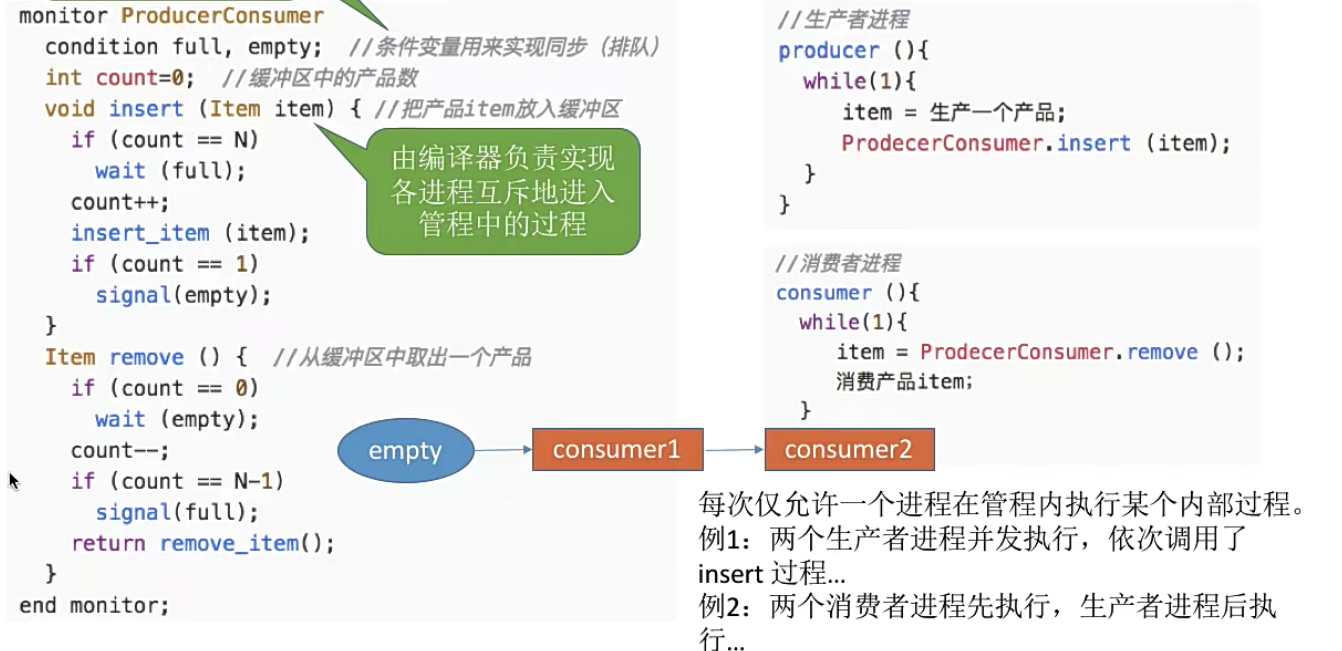 monitor ProducerConsumer
condition full, empty; //条件变量用来实现同步（排队）
int count=0; //缓冲区中的产品数
void insert (Item item) { //把产品item放入缓冲区
if (count == N)
wait (full);
count++;
insert_item (item);
if (count == 1)
signal(empty);
}
Item remove () { //从缓冲区中取出一个产品
if (count == 0)
wait (empty);
count--;
if (count == N-1)
signal(full);
return remove_item();
}
end monitor;
由编译器负责实现
各进程互斥地进入
管程中的过程
empty
consumer1
consumer2
//生产者进程
producer (){
while(1){
item = 生产一个产品;
ProdecerConsumer.insert (item);
}
}
//消费者进程
consumer (){
while(1){
item = ProdecerConsumer.remove ();
消费产品item;
}
每次仅允许一个进程在管程内执行某个内部过程。
例1：两个生产者进程并发执行，依次调用了
insert 过程…
例2：两个消费者进程先执行，生产者进程后执
行…